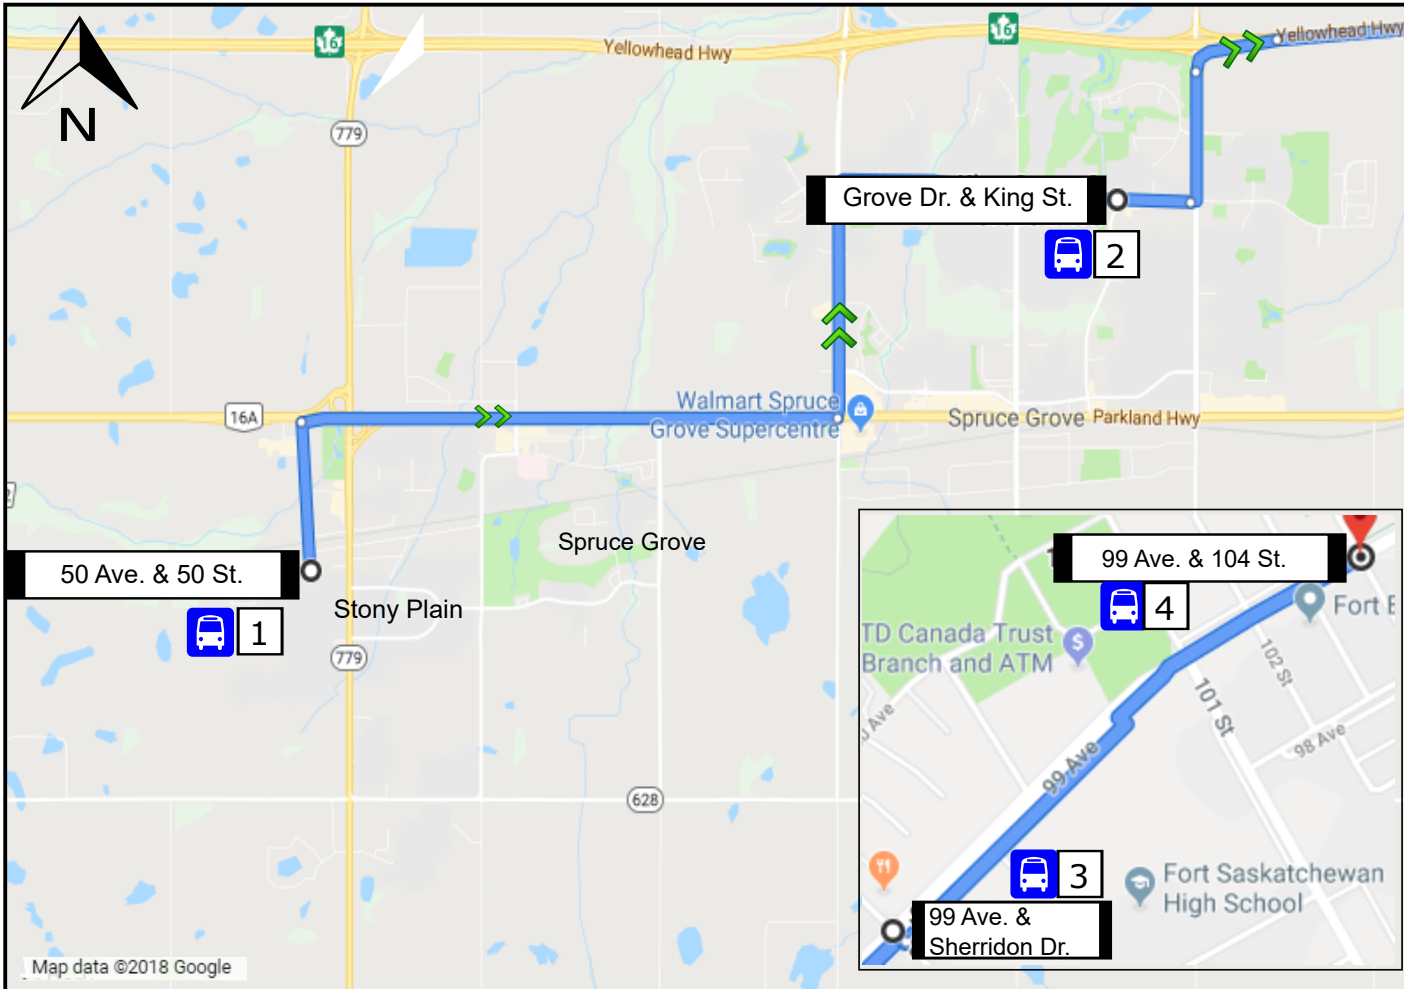 16
Yellowhead Hwy
16
Yellowhead Hwy
N
779
Grove Dr. & King St.
2
16A
Walmart Spruce
Grove Supercentre
Spruce Grove
Parkland Hwy
50 Ave. & 50 St.
1
Spruce Grove
Stony Plain
779
628
99 Ave. & 104 St.
4
Fort E
TD Canada Trust
Branch and ATM
$
102 St
101 St
98 Ave
Ave
99 Ave
3
Fort Saskatchewan
High School
99 Ave. &
Sherridon Dr.
Map data ©2018 Google